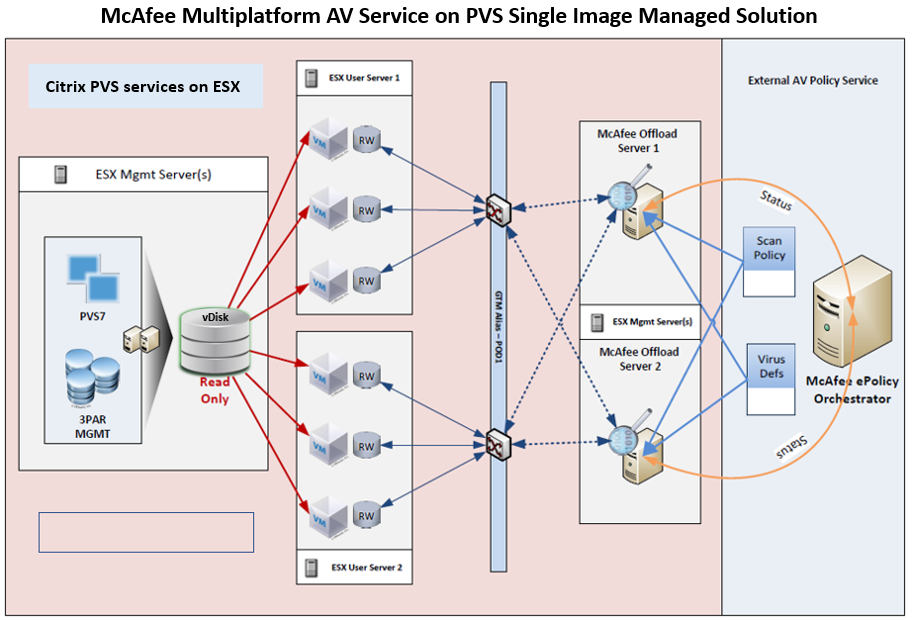 McAfee Multiplatform AV Service on PVS Single Image Managed Solution
Citrix PVS services on ESX
ESX Mgmt Server(s)
PVS7
3PAR
MGMT
vDisk
Read
Only
ESX User Server 1
VM
RW
VM
RW
VM
RW
VM
RW
VM
RW
VM
RW
ESX User Server 2
GTM Alias – POD1
McAfee Offload
Server 1
1010
ESX Mgmt Server(s)
McAfee Offload
Server 2
1010
External AV Policy Service
Status
Scan
Policy
Virus
Defs
McAfee ePolicy
Orchestrator
Status